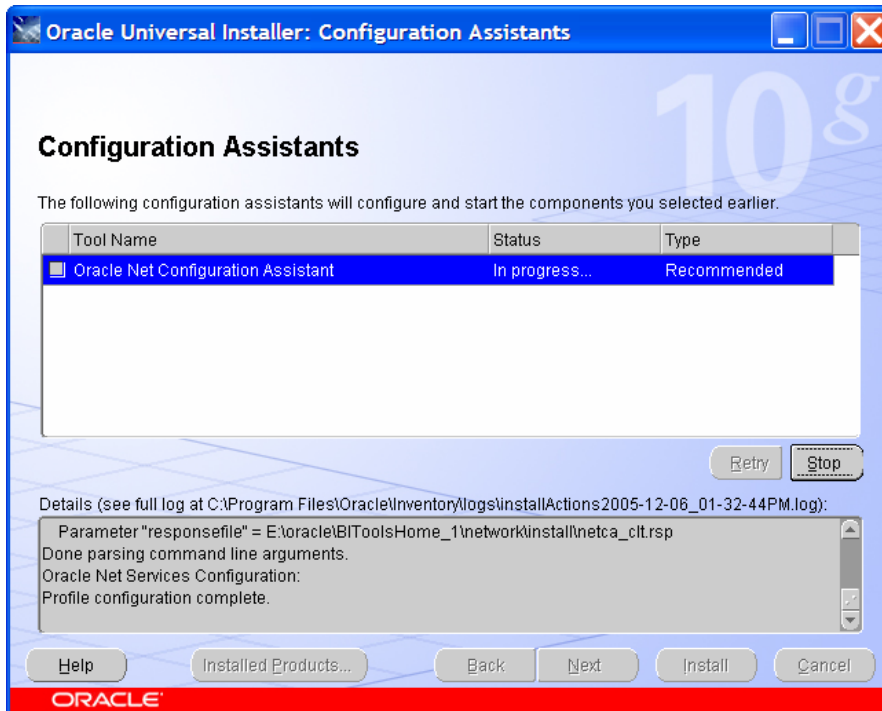 Oracle Universal Installer: Configuration Assistants
10g
Configuration Assistants
The following configuration assistants will configure and start the components you selected earlier.
Tool Name Status Type
Oracle Net Configuration Assistant In progress... Recommended
Retry Stop
Details (see full log at C:\Program Files\Oracle\Inventory\logs\installActions2005-12-06_01-32-44PM.log):
Parameter "responsefile" = E:\oracle\BIToolsHome_1\network\install\netca_clt.rsp
Done parsing command line arguments.
Oracle Net Services Configuration:
Profile configuration complete.
Help Installed Products... Back Next Install Cancel
ORACLE